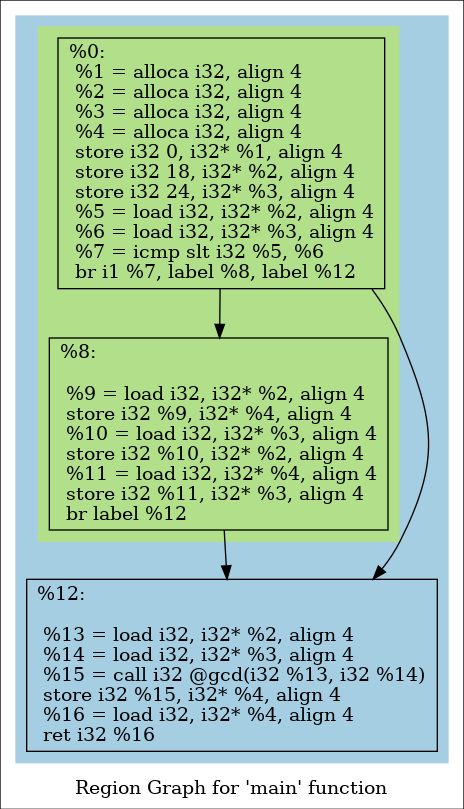 %0:
%1 = alloca i32, align 4
%2 = alloca i32, align 4
%3 = alloca i32, align 4
%4 = alloca i32, align 4
store i32 0, i32* %1, align 4
store i32 18, i32* %2, align 4
store i32 24, i32* %3, align 4
%5 = load i32, i32* %2, align 4
%6 = load i32, i32* %3, align 4
%7 = icmp slt i32 %5, %6
br i1 %7, label %8, label %12
%8:
%9 = load i32, i32* %2, align 4
store i32 %9, i32* %4, align 4
%10 = load i32, i32* %3, align 4
store i32 %10, i32* %2, align 4
%11 = load i32, i32* %4, align 4
store i32 %11, i32* %3, align 4
br label %12
%12:
%13 = load i32, i32* %2, align 4
%14 = load i32, i32* %3, align 4
%15 = call i32 @gcd(i32 %13, i32 %14)
store i32 %15, i32* %4, align 4
%16 = load i32, i32* %4, align 4
ret i32 %16
Region Graph for 'main' function